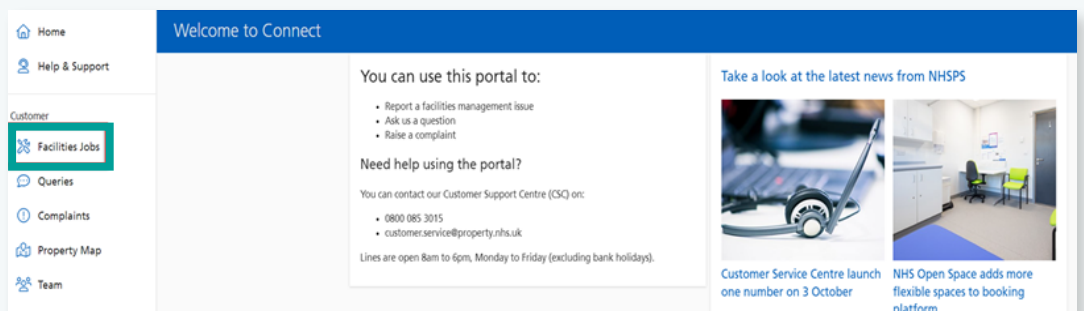 Home
Help & Support
Customer
Facilities Jobs
Queries
Complaints
Property Map
Team
Welcome to Connect
You can use this portal to:
• Report a facilities management issue
• Ask us a question
• Raise a complaint
Need help using the portal?
You can contact our Customer Support Centre (CSC) on:
• 0800 085 3015
• customer.service@property.nhs.uk
Lines are open 8am to 6pm, Monday to Friday (excluding bank holidays).
Take a look at the latest news from NHSPS
Customer Service Centre launch
one number on 3 October
NHS Open Space adds more
flexible spaces to booking
platform